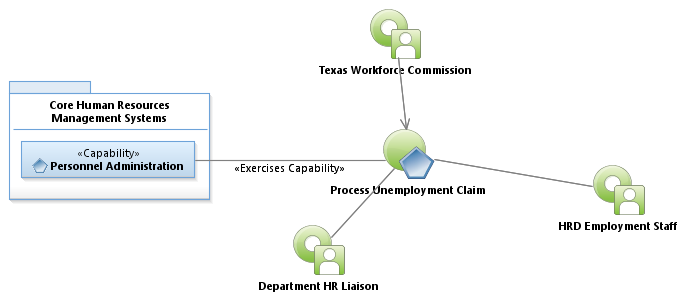 Texas Workforce Commission
Core Human Resources
Management Systems
«Capability»
Personnel Administration
«Exercises Capability»
Process Unemployment Claim
HRD Employment Staff
Department HR Liaison